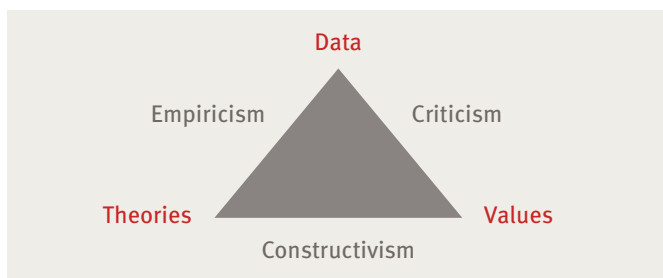 Data
Empiricism
Criticism
Theories
Values
Constructivism